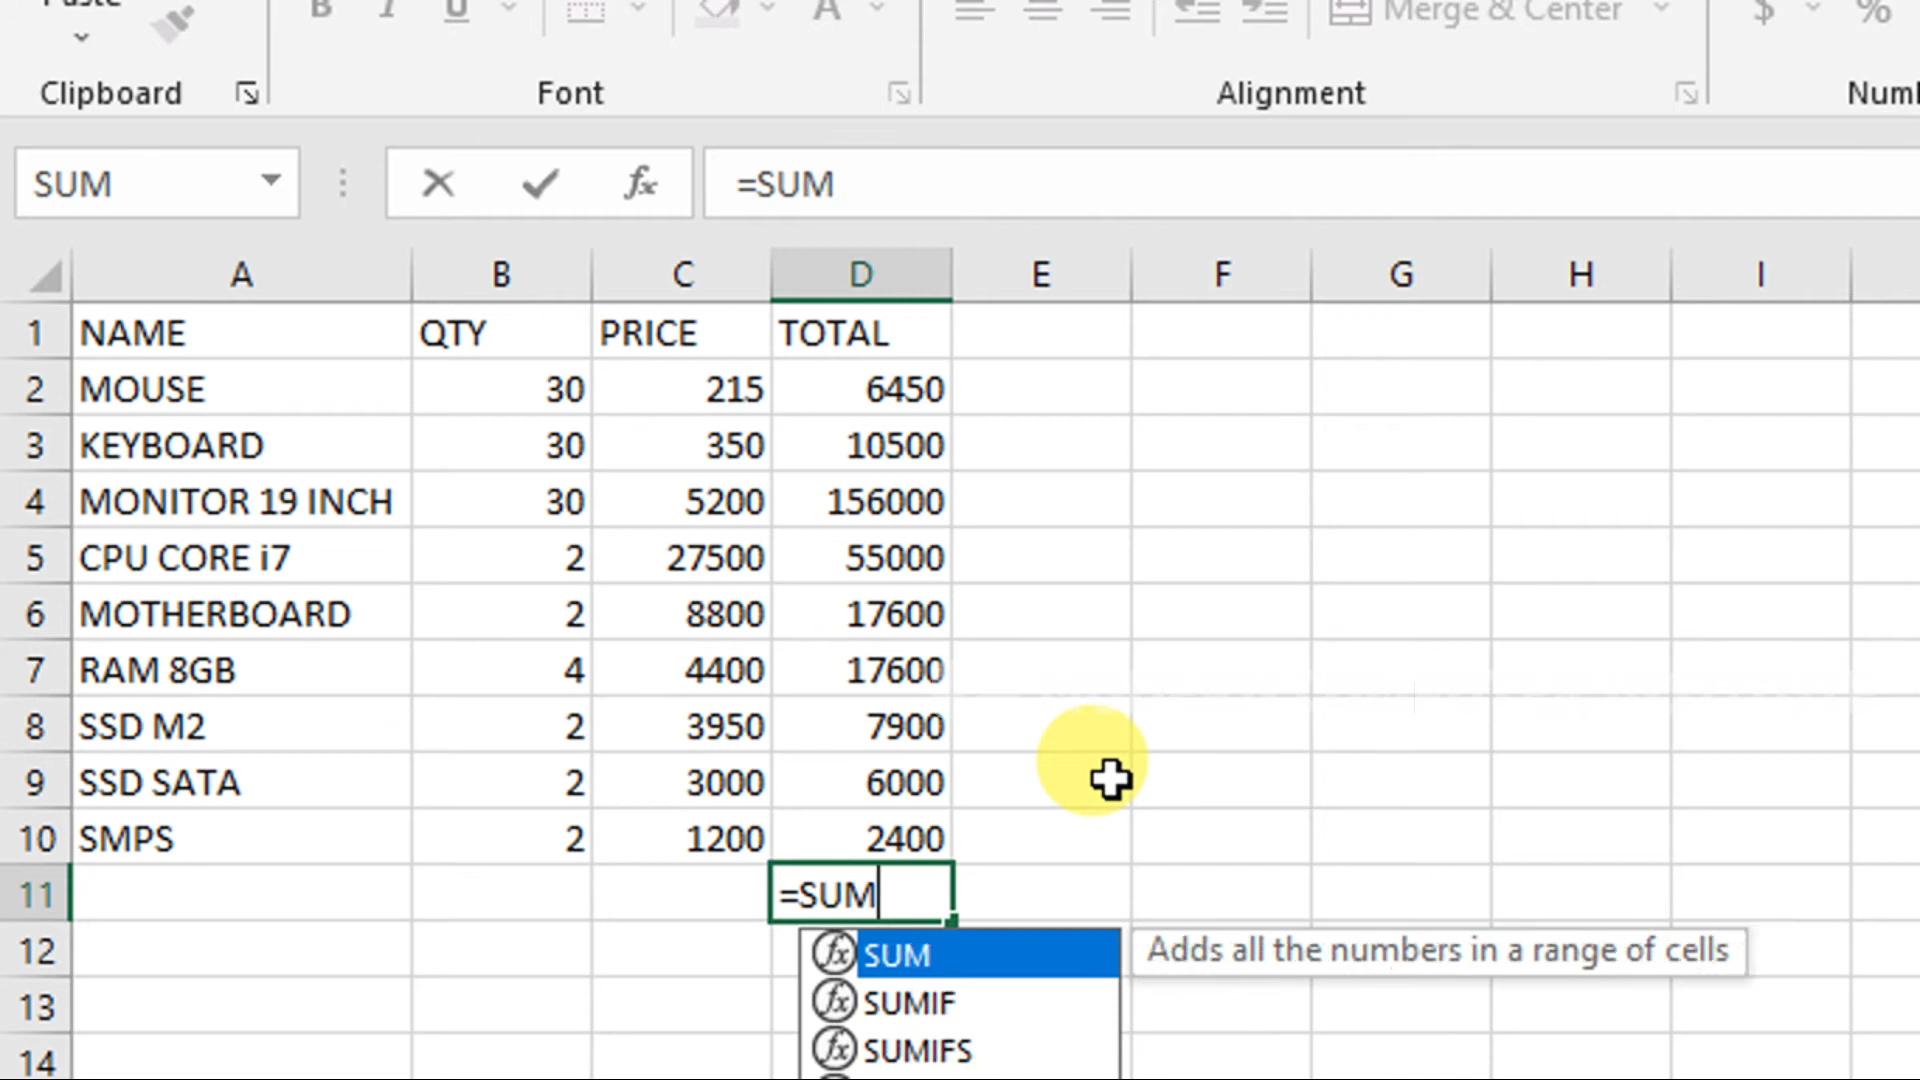 B I U A Merge & Center $ %
Clipboard Font Alignment
SUM fx =SUM
A B C D E F G H I
1 NAME QTY PRICE TOTAL
2 MOUSE 30 215 6450
3 KEYBOARD 30 350 10500
4 MONITOR 19 INCH 30 5200 156000
5 CPU CORE i7 2 27500 55000
6 MOTHERBOARD 2 8800 17600
7 RAM 8GB 4 4400 17600
8 SSD M2 2 3950 7900
9 SSD SATA 2 3000 6000
10 SMPS 2 1200 2400
11 =SUM
12 fx SUM Adds all the numbers in a range of cells
13 fx SUMIF
14 fx SUMIFS